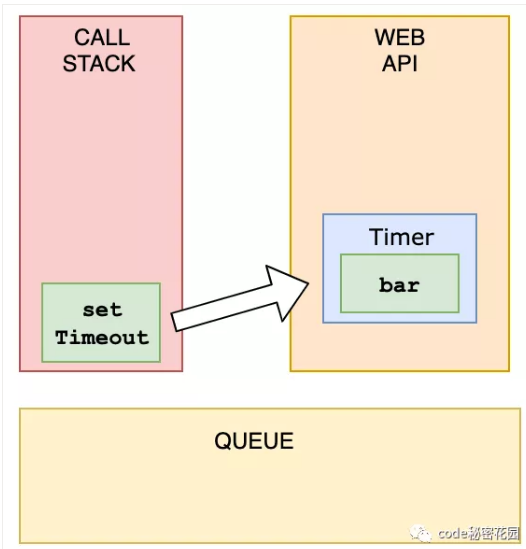 CALL
STACK
WEB
API
Timer
bar
set
Timeout
QUEUE
code秘密花园